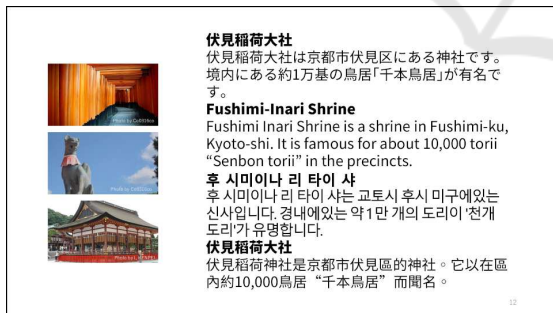 伏見稲荷大社
伏見稲荷大社は京都市伏見区にある神社です。
境内にある約1万基の鳥居「千本鳥居」が有名で
す。
Fushimi-Inari Shrine
Fushimi Inari Shrine is a shrine in Fushimi-ku,
Kyoto-shi. It is famous for about 10,000 torii
“Senbon torii” in the precincts.
후 시미이나 리 타이 샤
후 시미이나 리 타이 샤는 교토시 후시 미구에있는
신사입니다. 경내에있는 약 1 만 개의 도리이 '천개
도리'가 유명합니다.
伏見稲荷大社
伏見稲荷神社是京都市伏見區的神社。它以在區
內約10,000鳥居“千本鳥居”而聞名。
Photo by
Photo by
Photo by
12